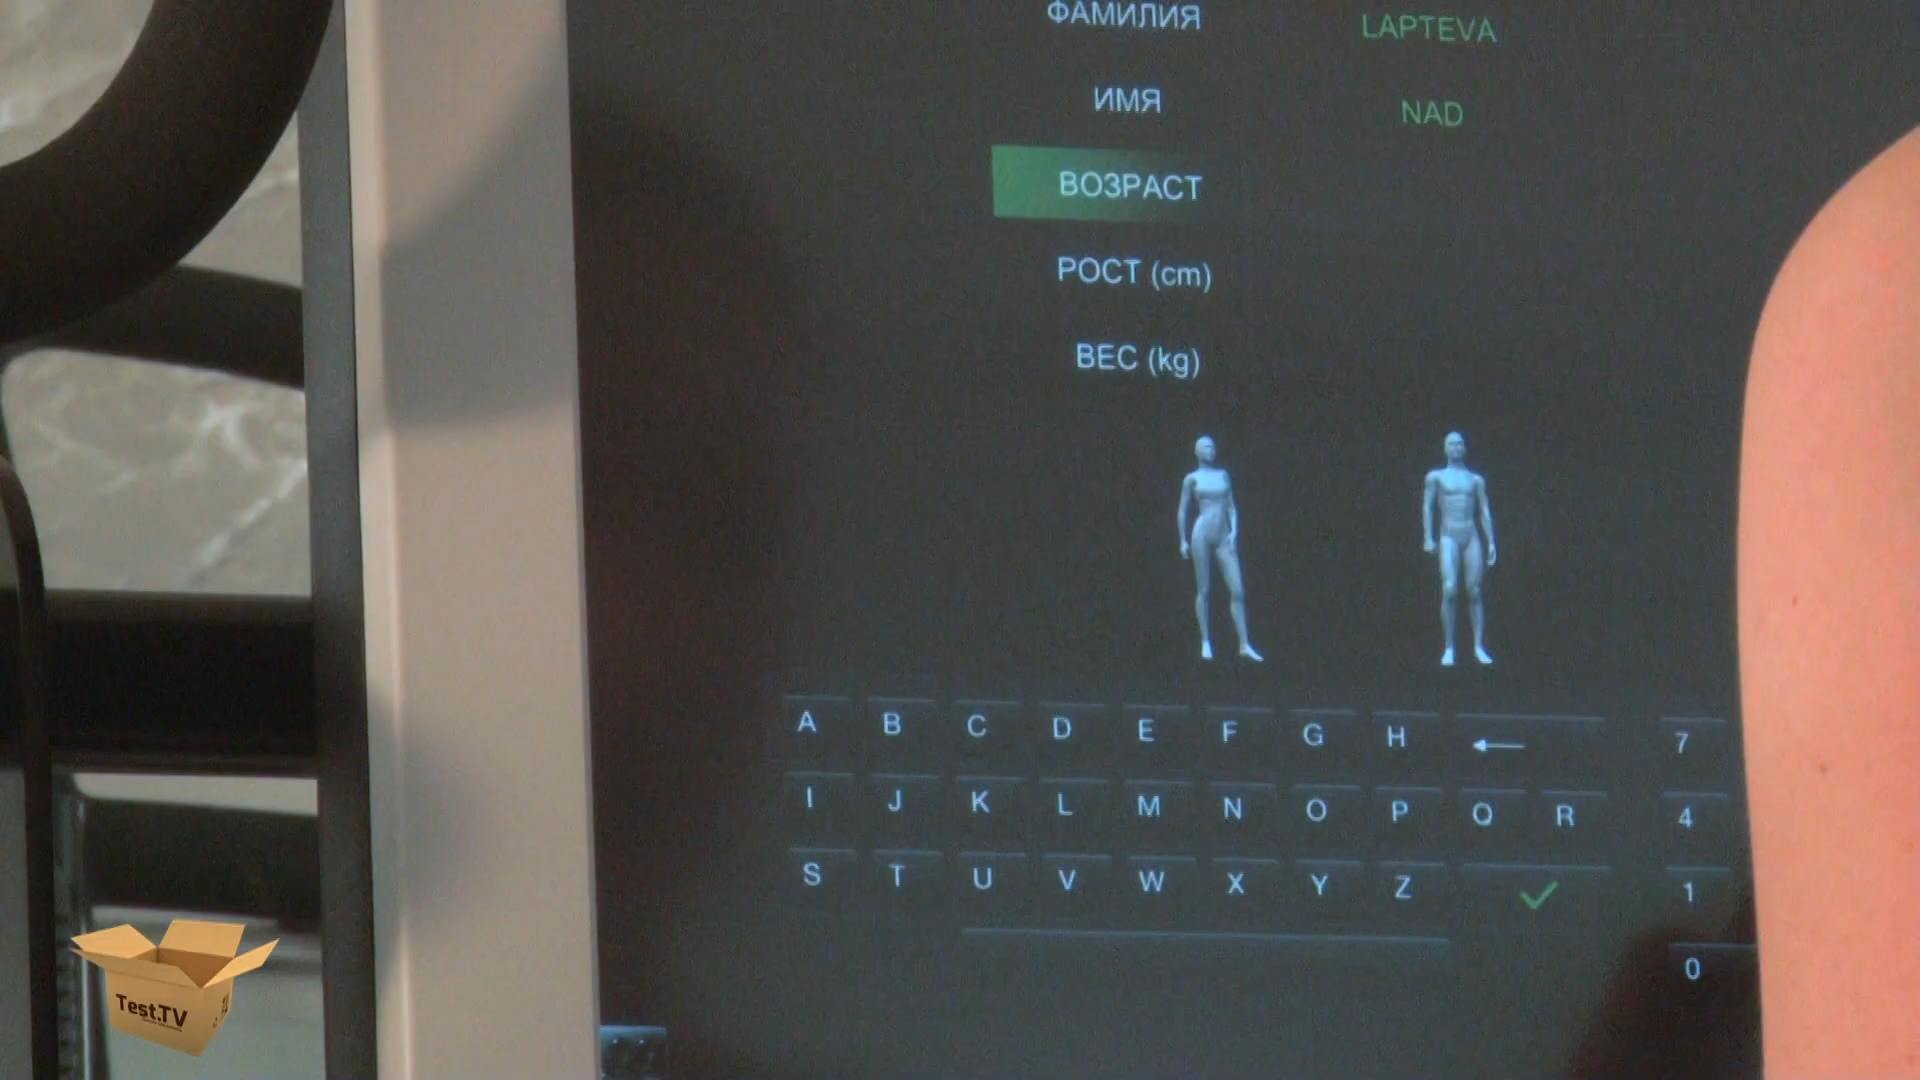 ФАМИЛИЯ LAPTEVA
ИМЯ NAD
ВОЗРАСТ
РОСТ (cm)
ВЕС (kg)
A B C D E F G H 7
I J K L M N O P Q R 4
S T U V W X Y Z 1
0
Test.TV